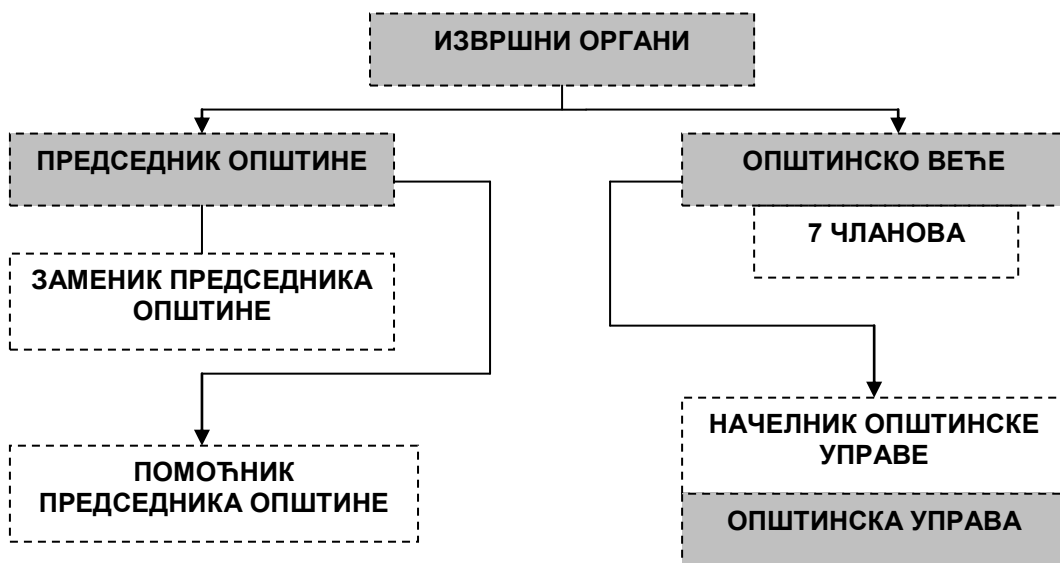 ИЗВРШНИ ОРГАНИ
ПРЕДСЕДНИК ОПШТИНЕ
ОПШТИНСКО ВЕЋЕ
7 ЧЛАНОВА
ЗАМЕНИК ПРЕДСЕДНИКА
ОПШТИНЕ
НАЧЕЛНИК ОПШТИНСКЕ
УПРАВЕ
ПОМОЋНИК
ПРЕДСЕДНИКА ОПШТИНЕ
ОПШТИНСКА УПРАВА